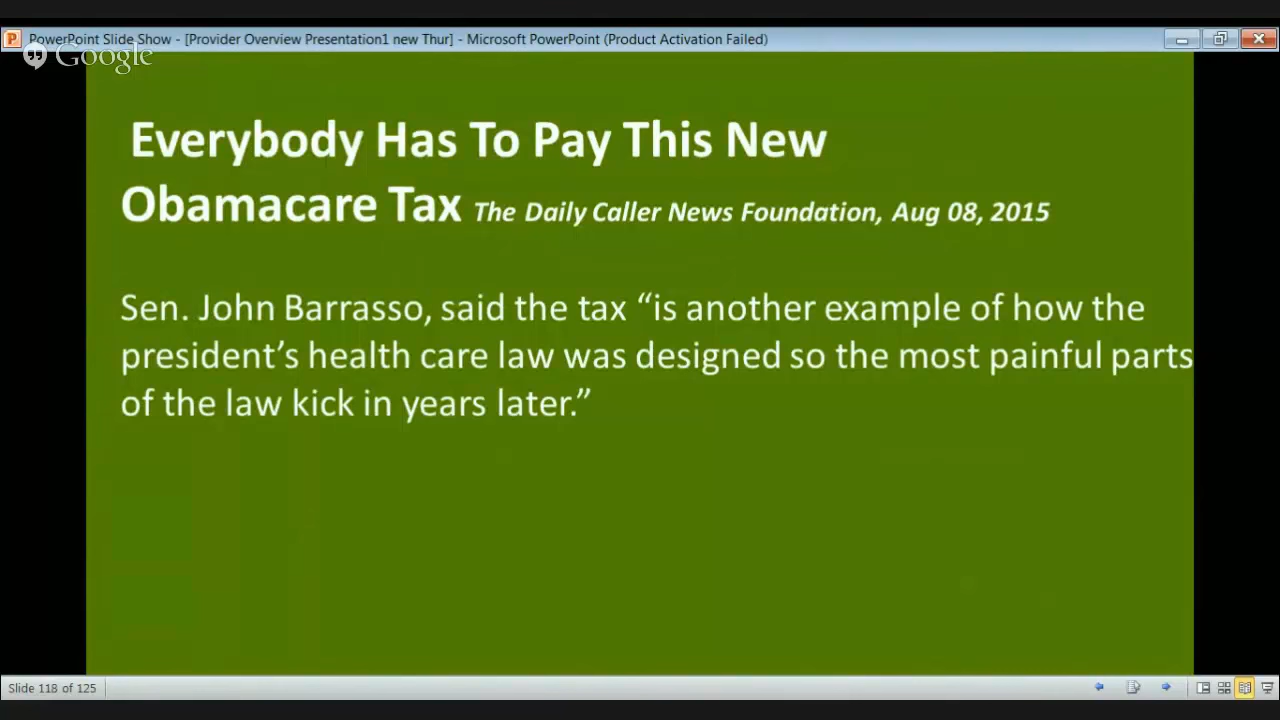 PowerPoint Slide Show - [Provider Overview Presentation1 new Thur] - Microsoft PowerPoint (Product Activation Failed)
Google
Everybody Has To Pay This New
Obamacare Tax The Daily Caller News Foundation, Aug 08, 2015
Sen. John Barrasso, said the tax “is another example of how the
president’s health care law was designed so the most painful parts
of the law kick in years later.”
Slide 118 of 125